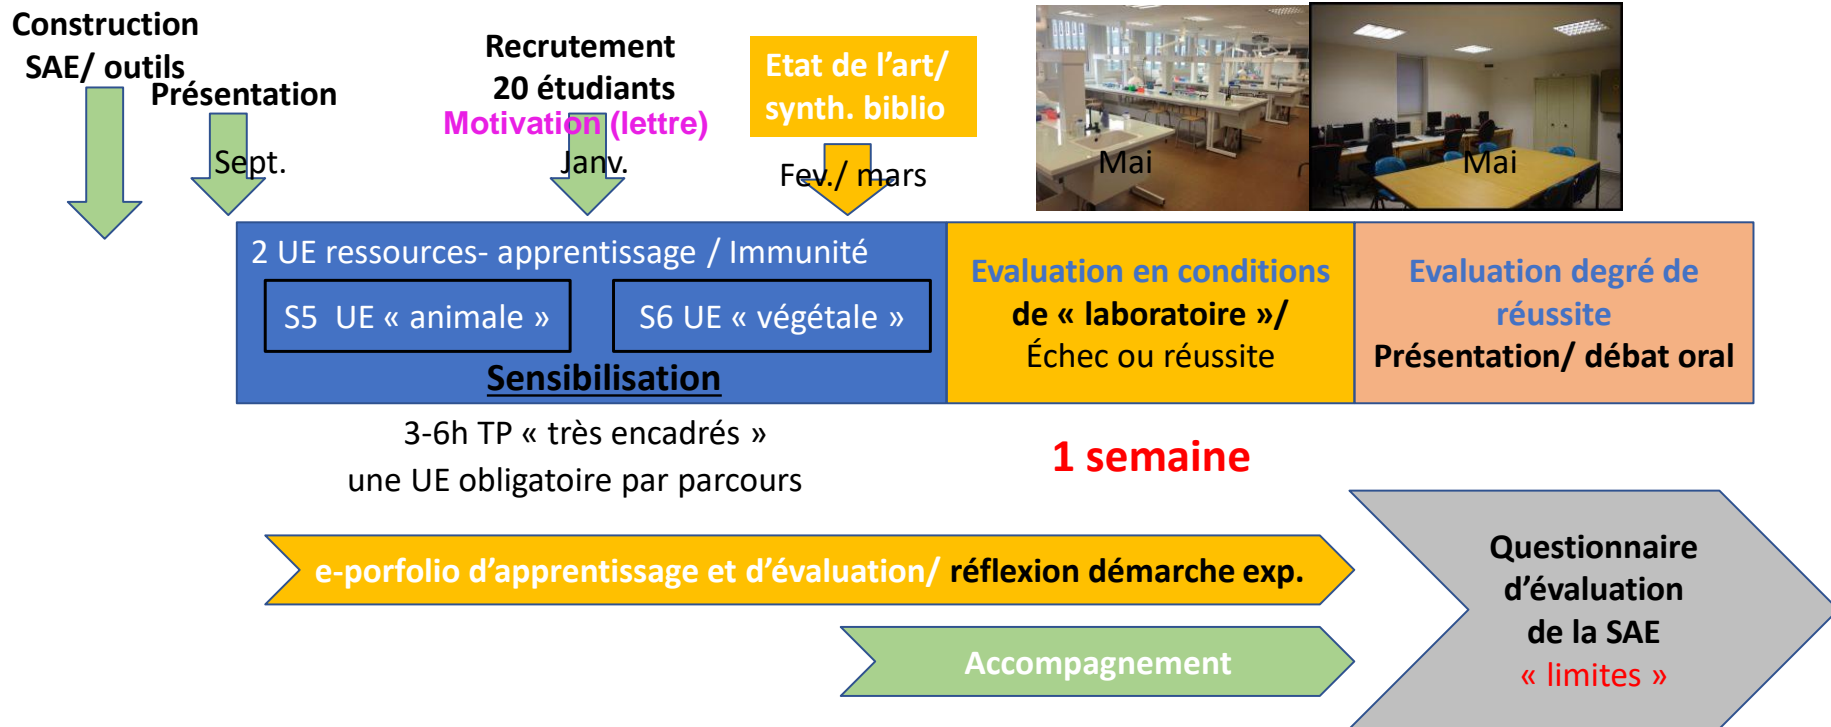 Construction
SAE/ outils
Présentation
Sept.
Recrutement
20 étudiants
Motivation (lettre)
Janv.
Etat de l’art/
synth. biblio
Fev./ mars
Mai
Mai
2 UE ressources- apprentissage / Immunité
S5 UE « animale »
S6 UE « végétale »
Sensibilisation
Evaluation en conditions
de « laboratoire »/
Échec ou réussite
Evaluation degré de
réussite
Présentation/ débat oral
3-6h TP « très encadrés »
une UE obligatoire par parcours
1 semaine
e-porfolio d’apprentissage et d’évaluation/ réflexion démarche exp.
Accompagnement
Questionnaire
d’évaluation
de la SAE
« limites »